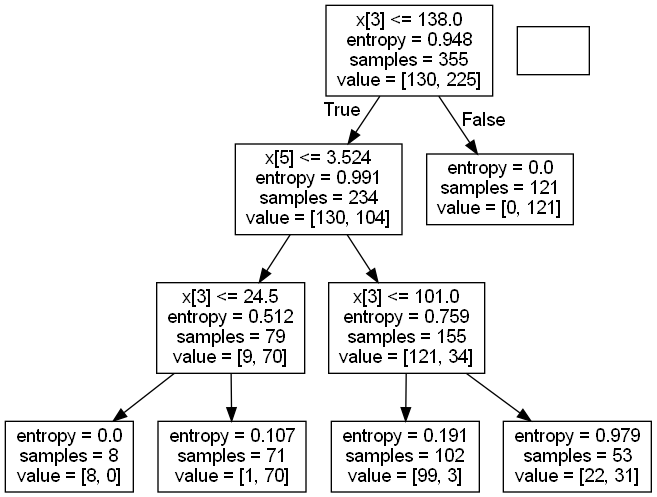 x[3] <= 138.0
entropy = 0.948
samples = 355
value = [130, 225]
True
False
x[5] <= 3.524
entropy = 0.991
samples = 234
value = [130, 104]
entropy = 0.0
samples = 121
value = [0, 121]
x[3] <= 24.5
entropy = 0.512
samples = 79
value = [9, 70]
x[3] <= 101.0
entropy = 0.759
samples = 155
value = [121, 34]
entropy = 0.0
samples = 8
value = [8, 0]
entropy = 0.107
samples = 71
value = [1, 70]
entropy = 0.191
samples = 102
value = [99, 3]
entropy = 0.979
samples = 53
value = [22, 31]